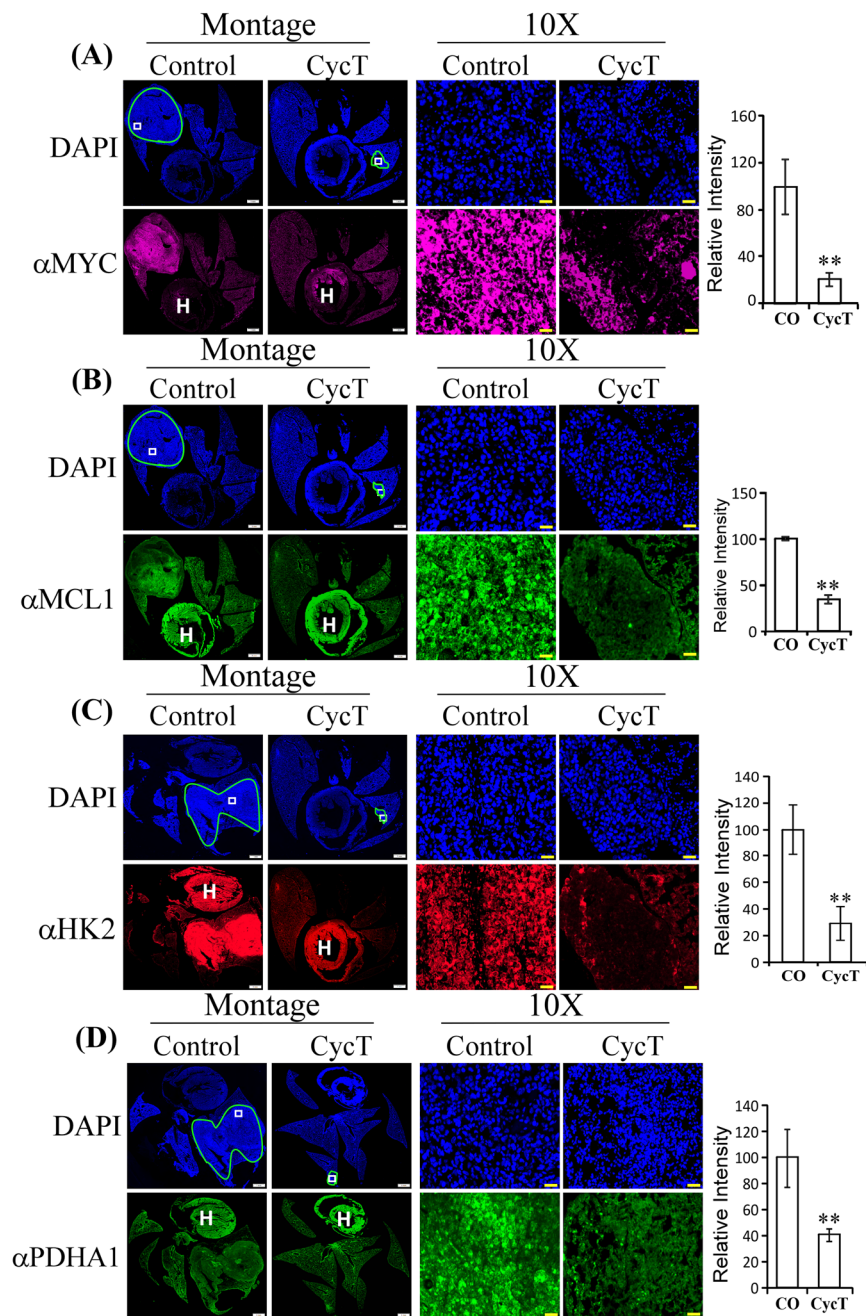 (A)
Montage
10X
Control
CycT
Control
CycT
DAPI
αMYC
H
H
Relative Intensity
160
120
80
40
0
**
CO
CycT
(B)
Montage
10X
Control
CycT
Control
CycT
DAPI
αMCL1
H
H
Relative Intensity
150
100
50
0
**
CO
CycT
(C)
Montage
10X
Control
CycT
Control
CycT
DAPI
αHK2
H
H
Relative Intensity
140
120
100
80
60
40
20
0
**
CO
CycT
(D)
Montage
10X
Control
CycT
Control
CycT
DAPI
αPDHA1
H
H
Relative Intensity
140
120
100
80
60
40
20
0
**
CO
CycT